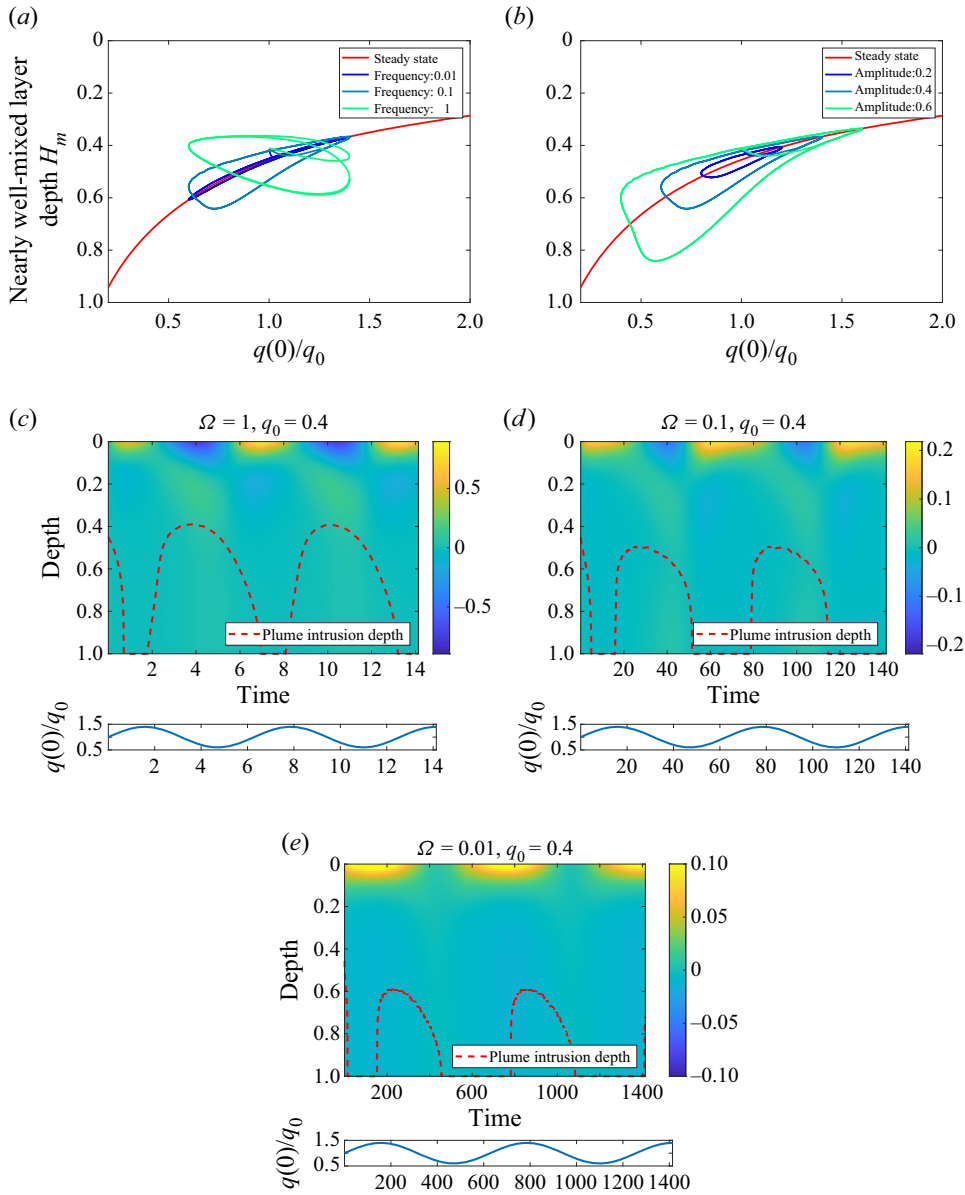 (a)
Nearly well-mixed layer
depth H_m
0
0.2
0.4
0.6
0.8
1.0
0.5
1.0
1.5
2.0
q(0)/q_0
Steady state
Frequency:0.01
Frequency: 0.1
Frequency: 1
(b)
0
0.2
0.4
0.6
0.8
1.0
0.5
1.0
1.5
2.0
q(0)/q_0
Steady state
Amplitude:0.2
Amplitude:0.4
Amplitude:0.6
(c)
Ω = 1, q_0 = 0.4
Depth
0
0.2
0.4
0.6
0.8
1.0
2 4 6 8 10 12 14
Time
Plume intrusion depth
0.5
0
–0.5
q(0)/q_0
1.5
0.5
2 4 6 8 10 12 14
(d)
Ω = 0.1, q_0 = 0.4
0
0.2
0.4
0.6
0.8
1.0
20 40 60 80 100 120 140
Time
Plume intrusion depth
0.2
0.1
0
–0.1
–0.2
q(0)/q_0
1.5
0.5
20 40 60 80 100 120 140
(e)
Ω = 0.01, q_0 = 0.4
Depth
0
0.2
0.4
0.6
0.8
1.0
200 600 1000 1400
Time
Plume intrusion depth
0.10
0.05
0
–0.05
–0.10
q(0)/q_0
1.5
0.5
200 400 600 800 1000 1200 1400